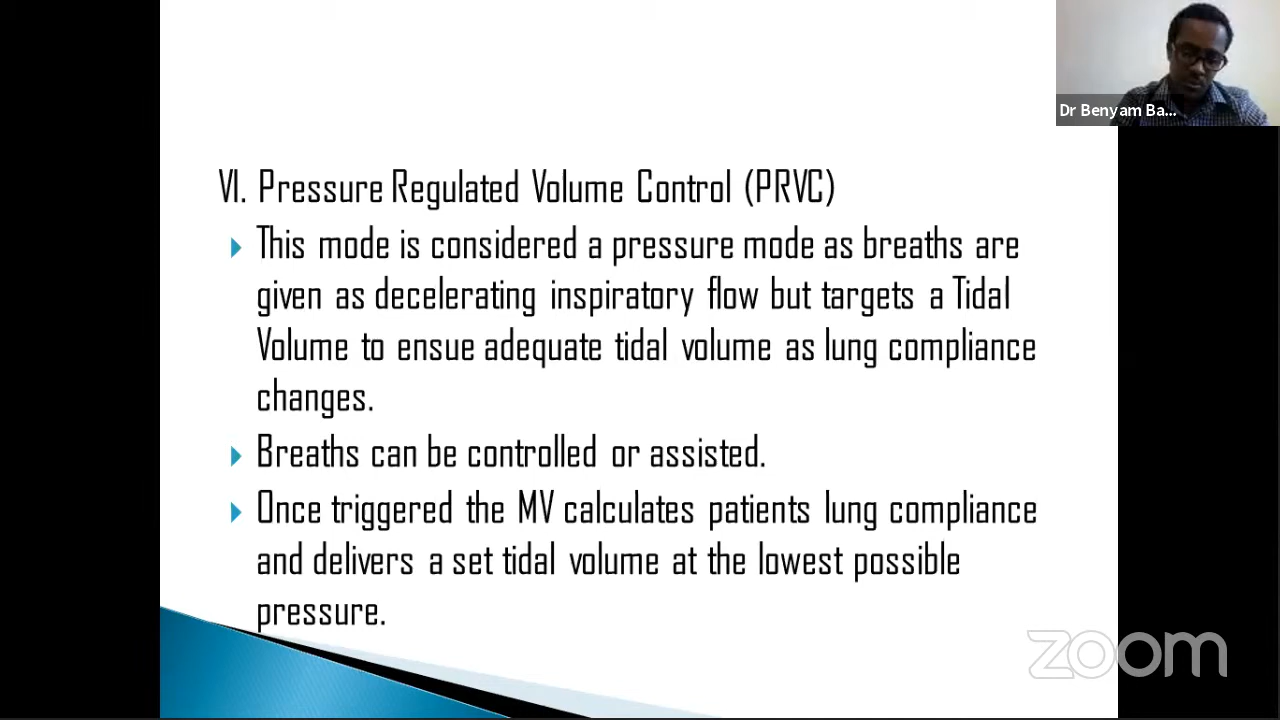 Dr Benyam Ba...
VI. Pressure Regulated Volume Control (PRVC)
This mode is considered a pressure mode as breaths are
given as decelerating inspiratory flow but targets a Tidal
Volume to ensue adequate tidal volume as lung compliance
changes.
Breaths can be controlled or assisted.
Once triggered the MV calculates patients lung compliance
and delivers a set tidal volume at the lowest possible
pressure.
zoom